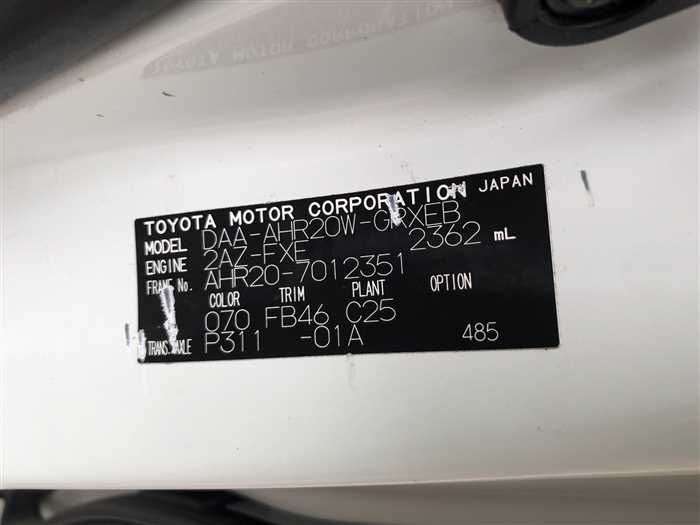 TOYOTA MOTOR CORPORATION JAPAN
MODEL DAA-AHR20W-GRXEB
ENGINE 2AZ-FXE 2362 mL
FRAME No. AHR20-7012351
COLOR TRIM PLANT OPTION
070 FB46 C25
TRANS./AXLE P311 -01A 485